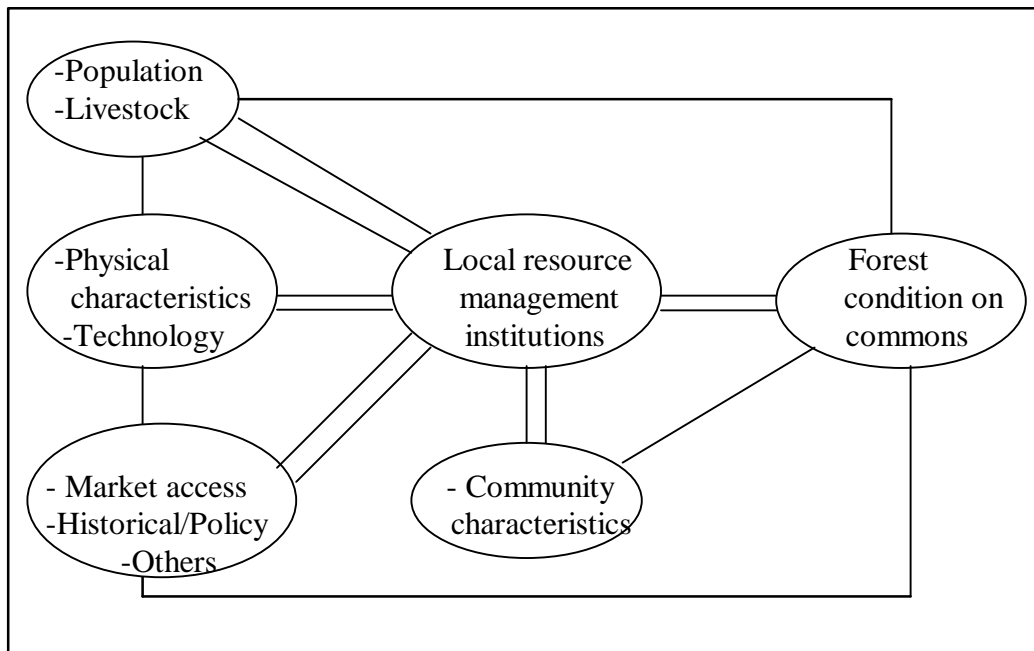 -Population
-Livestock
-Physical
characteristics
-Technology
Local resource
management
institutions
Forest
condition on
commons
- Market access
-Historical/Policy
-Others
- Community
characteristics